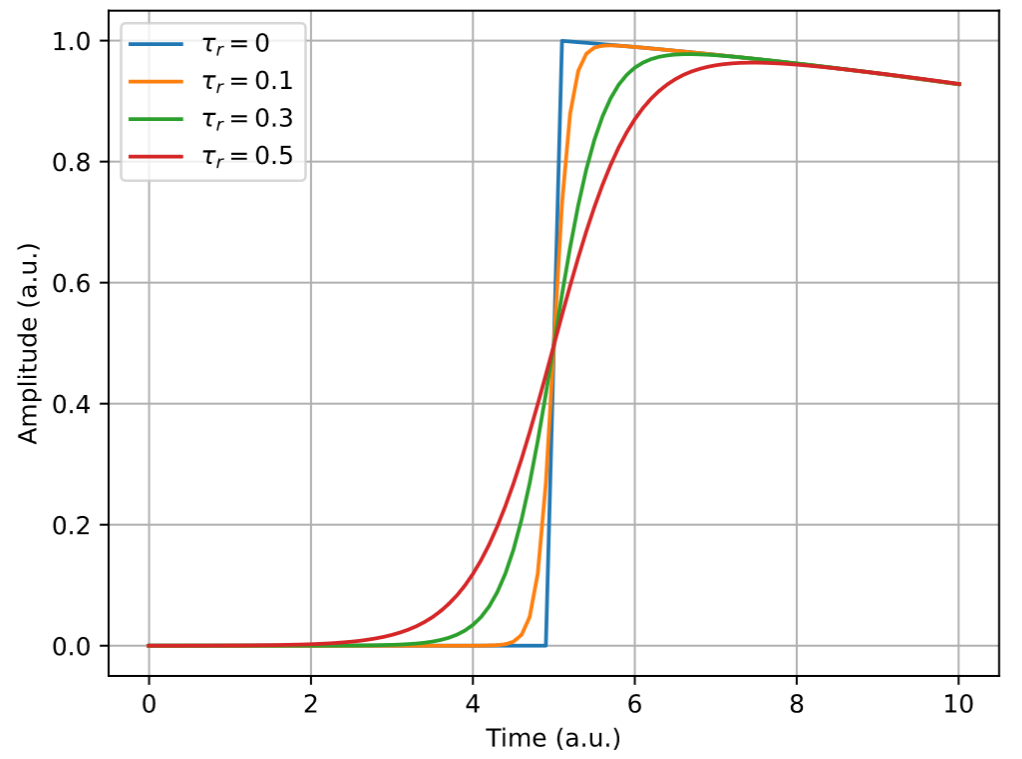 1.0
0.8
0.6
0.4
0.2
0.0
Amplitude (a.u.)
τᵣ = 0
τᵣ = 0.1
τᵣ = 0.3
τᵣ = 0.5
0 2 4 6 8 10
Time (a.u.)